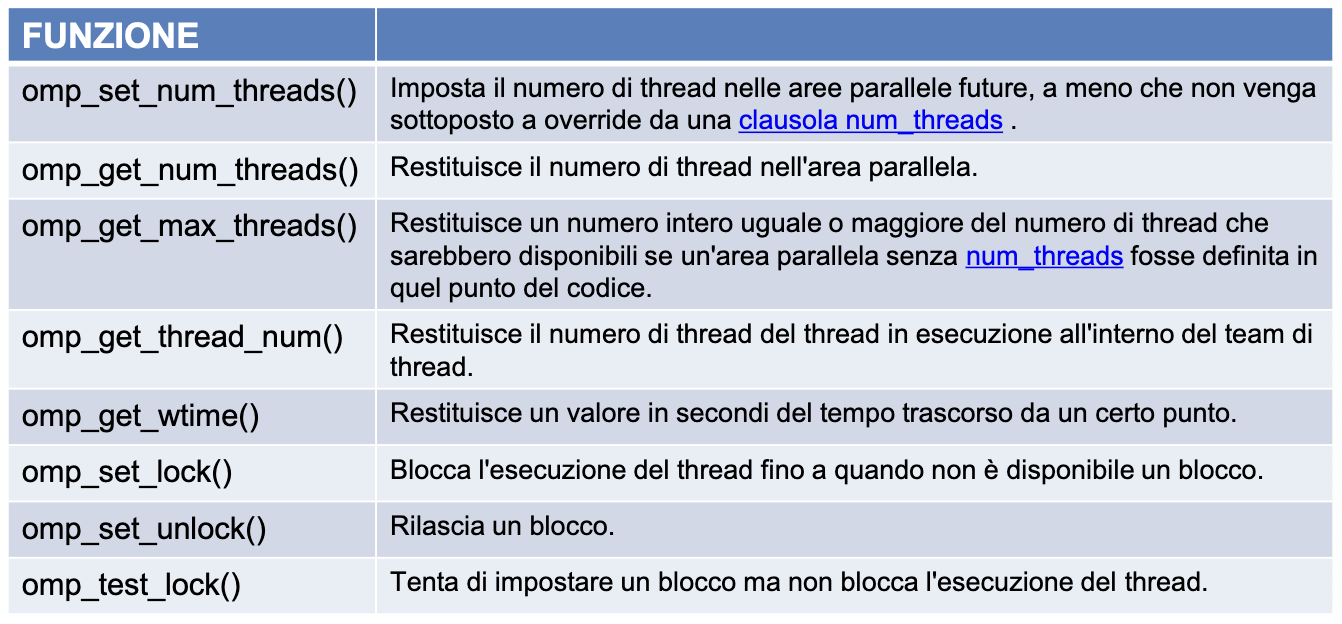 FUNZIONE
omp_set_num_threads()
Imposta il numero di thread nelle aree parallele future, a meno che non venga
sottoposto a override da una clausola num_threads .
omp_get_num_threads()
Restituisce il numero di thread nell'area parallela.
omp_get_max_threads()
Restituisce un numero intero uguale o maggiore del numero di thread che
sarebbero disponibili se un'area parallela senza num_threads fosse definita in
quel punto del codice.
omp_get_thread_num()
Restituisce il numero di thread del thread in esecuzione all'interno del team di
thread.
omp_get_wtime()
Restituisce un valore in secondi del tempo trascorso da un certo punto.
omp_set_lock()
Blocca l'esecuzione del thread fino a quando non è disponibile un blocco.
omp_set_unlock()
Rilascia un blocco.
omp_test_lock()
Tenta di impostare un blocco ma non blocca l'esecuzione del thread.